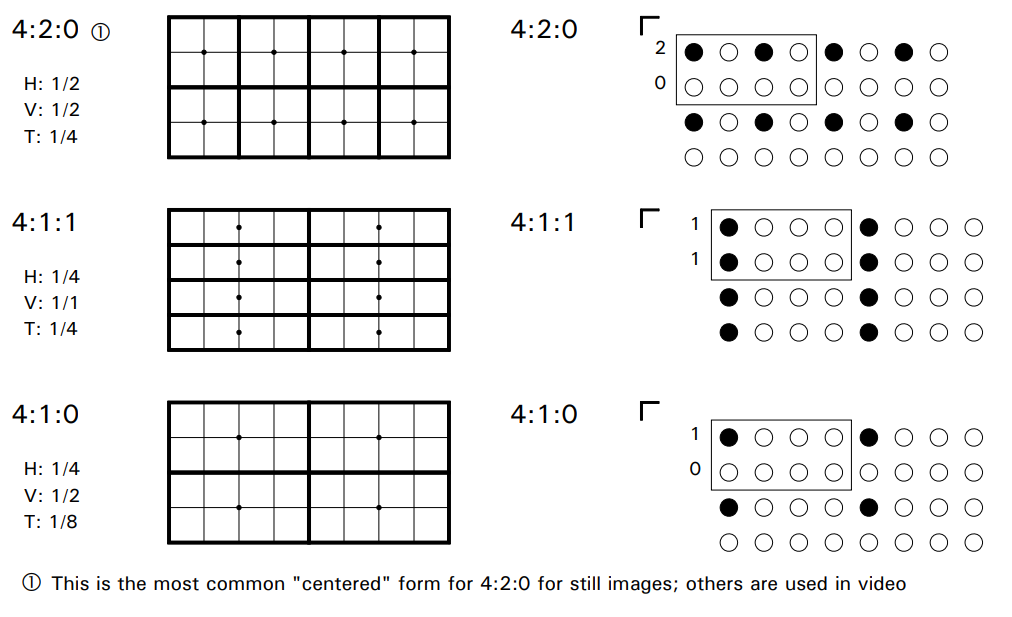 4:2:0 ①
H: 1/2
V: 1/2
T: 1/4
4:2:0
2
0
4:1:1
H: 1/4
V: 1/1
T: 1/4
4:1:1
1
1
4:1:0
H: 1/4
V: 1/2
T: 1/8
4:1:0
1
0
① This is the most common "centered" form for 4:2:0 for still images; others are used in video